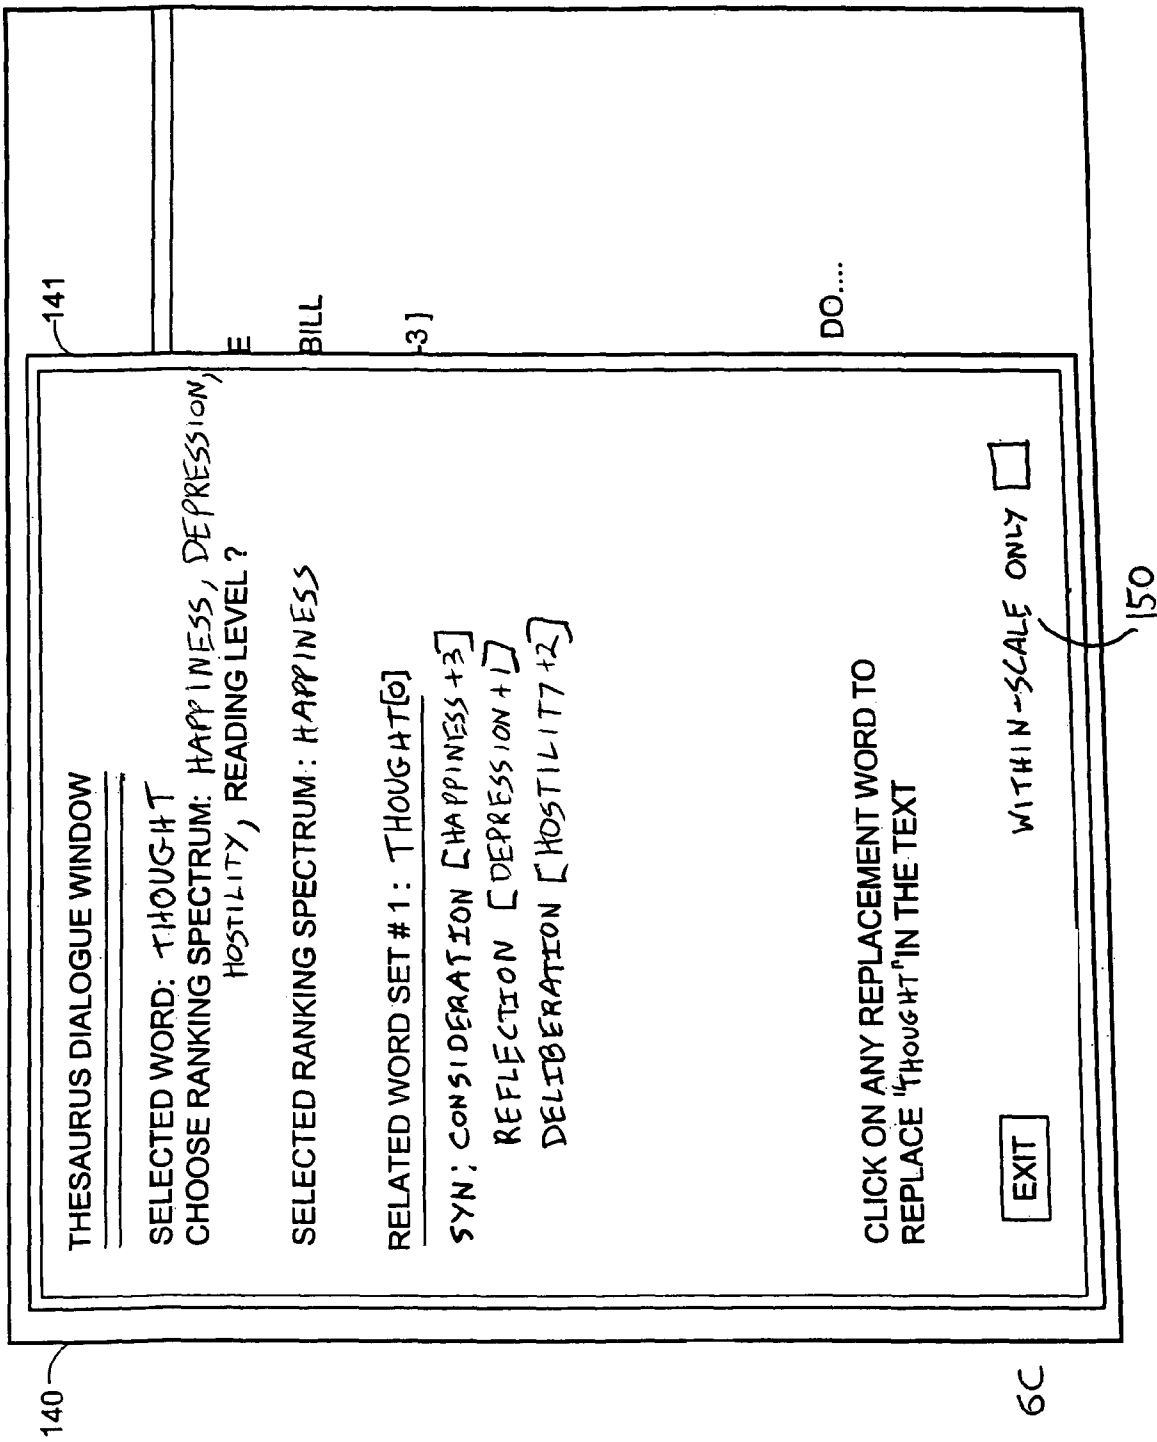 141
THESAURUS DIALOGUE WINDOW
SELECTED WORD: THOUGHT
CHOOSE RANKING SPECTRUM: HAPPINESS, DEPRESSION,
HOSTILITY, READING LEVEL ?
E
SELECTED RANKING SPECTRUM: HAPPINESS
BILL
RELATED WORD SET # 1: THOUGHT[0]
-3 ]
SYN: CONSIDERATION [HAPPINESS +3]
REFLECTION [DEPRESSION +1]
DELIBERATION [HOSTILITY +2]
DO....
CLICK ON ANY REPLACEMENT WORD TO
REPLACE "THOUGHT" IN THE TEXT
EXIT
WITHIN-SCALE ONLY
150
140
6C